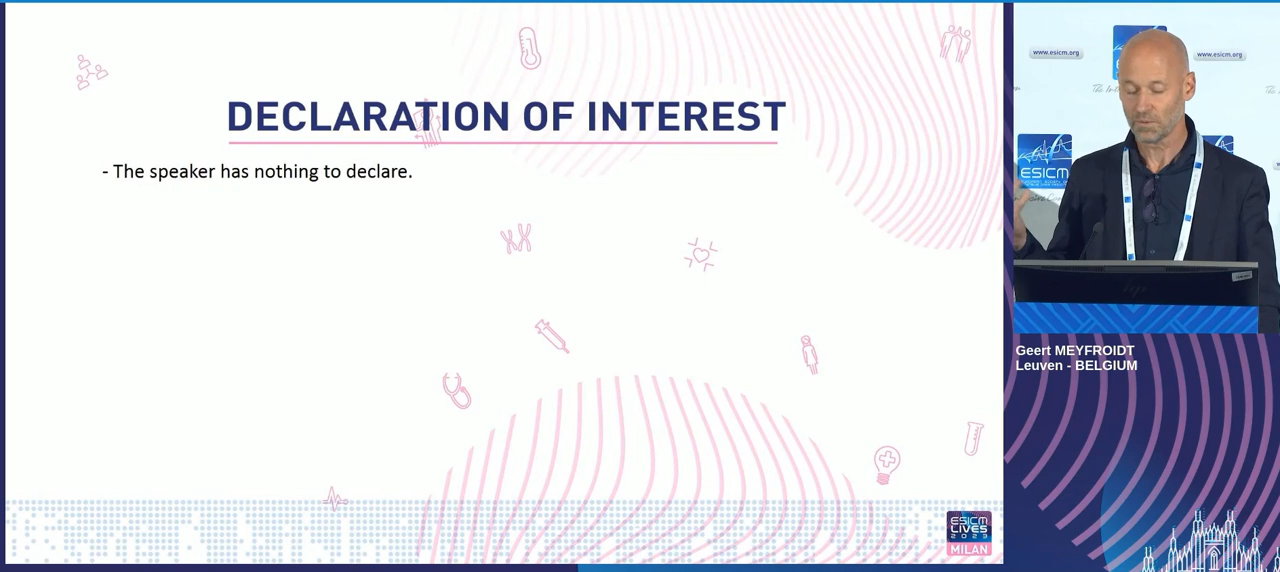 DECLARATION OF INTEREST
- The speaker has nothing to declare.
ESICM
LIVES
2023
MILAN
www.esicm.org
www.esicm.org
ESICM
Geert MEYFROIDT
Leuven - BELGIUM